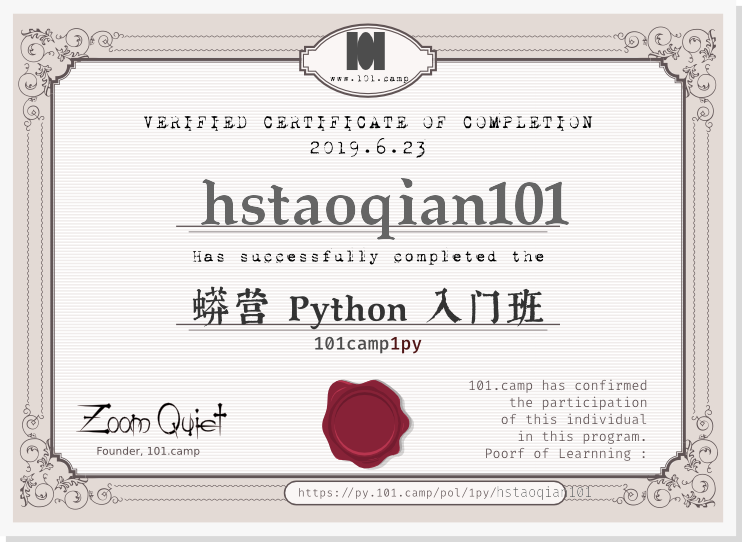 101
www.101.camp
VERIFIED CERTIFICATE OF COMPLETION
2019.6.23
hstaoqian101
Has successfully completed the
蟒营 Python 入门班
101camp1py
Zoom Quiet
Founder, 101.camp
101.camp has confirmed
the participation
of this individual
in this program.
Poorf of Learnning :
https://py.101.camp/pol/1py/hstaoqian101